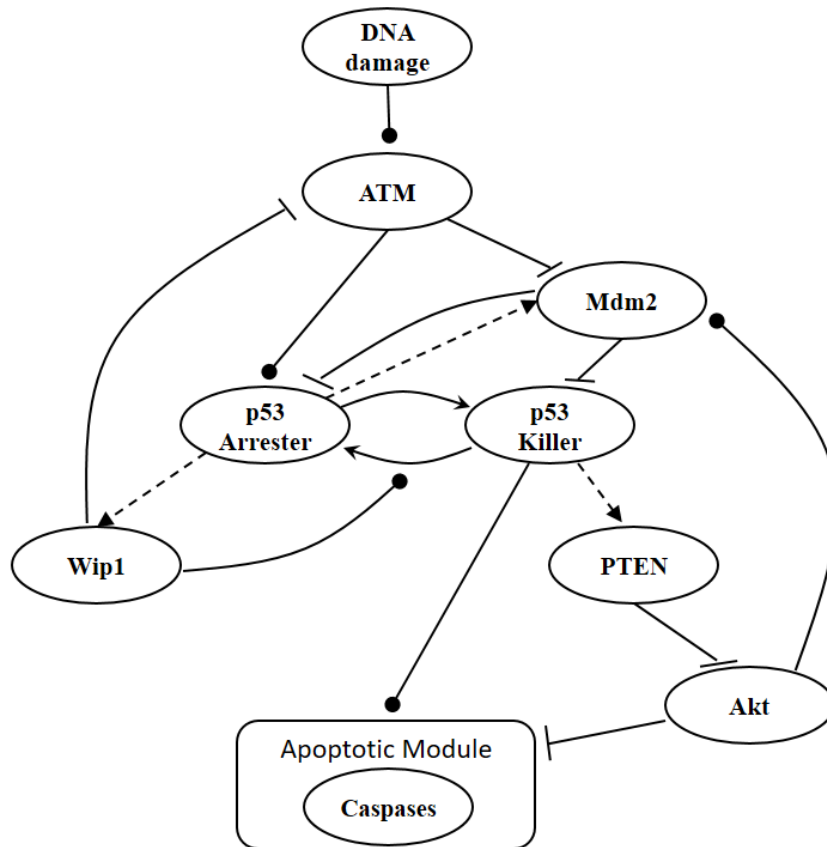 DNA
damage
ATM
Mdm2
p53
Arrester
p53
Killer
Wip1
PTEN
Akt
Apoptotic Module
Caspases